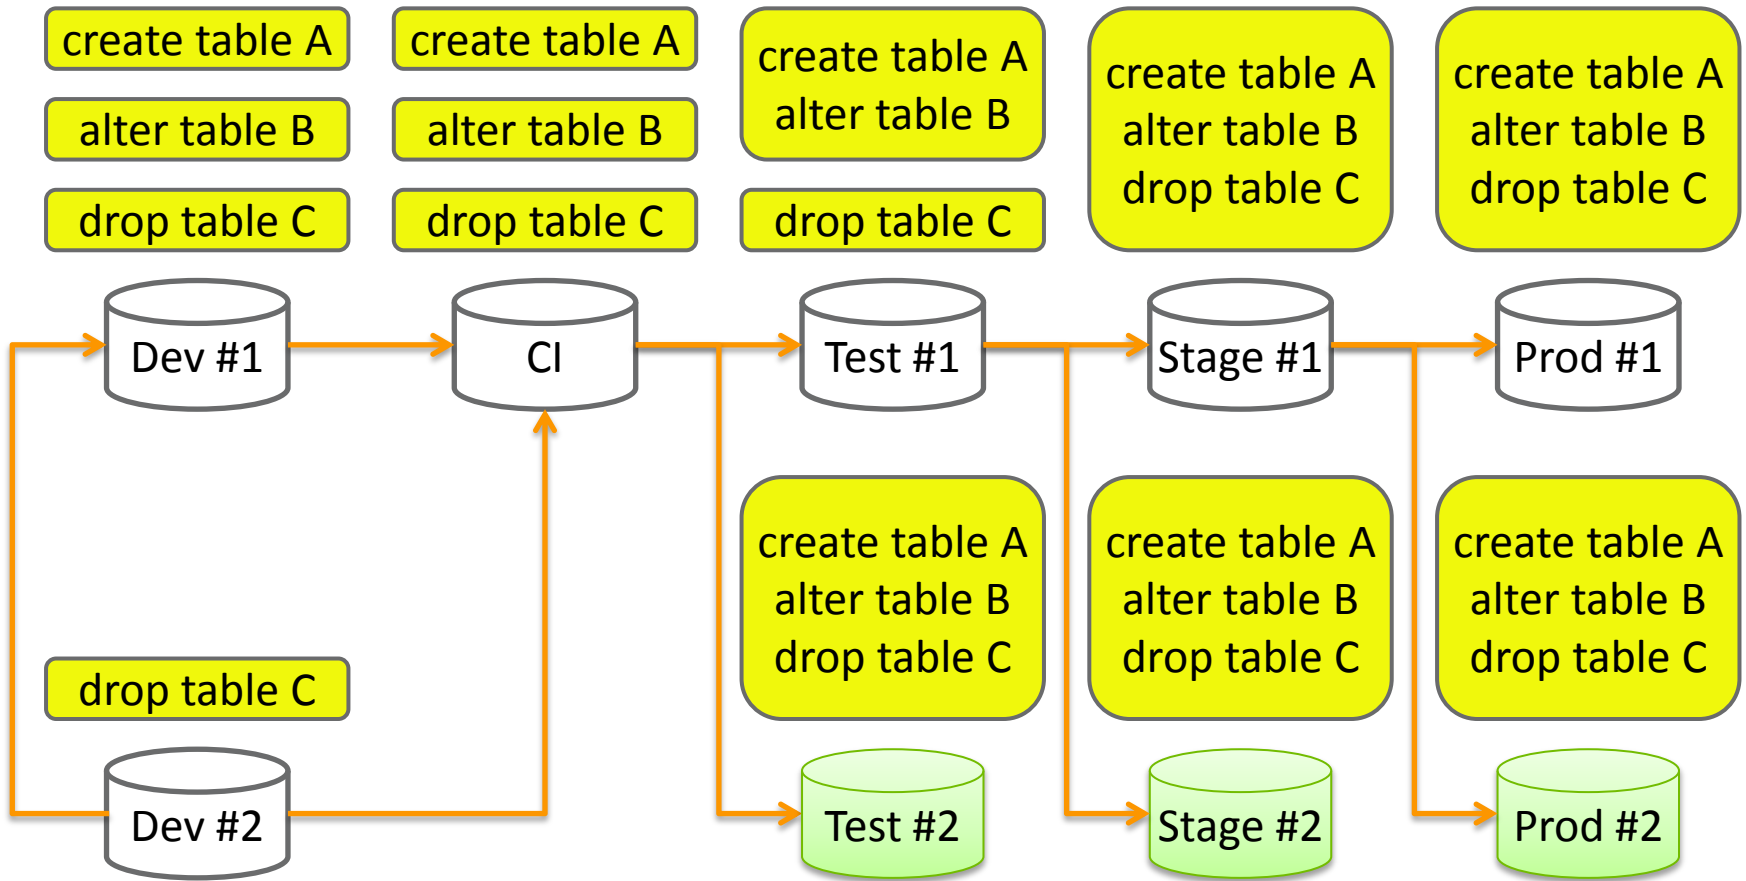 create table A
create table A
create table A
alter table B
create table A
alter table B
drop table C
create table A
alter table B
drop table C
alter table B
alter table B
drop table C
drop table C
drop table C
Dev #1
CI
Test #1
Stage #1
Prod #1
create table A
alter table B
drop table C
create table A
alter table B
drop table C
create table A
alter table B
drop table C
drop table C
Dev #2
Test #2
Stage #2
Prod #2